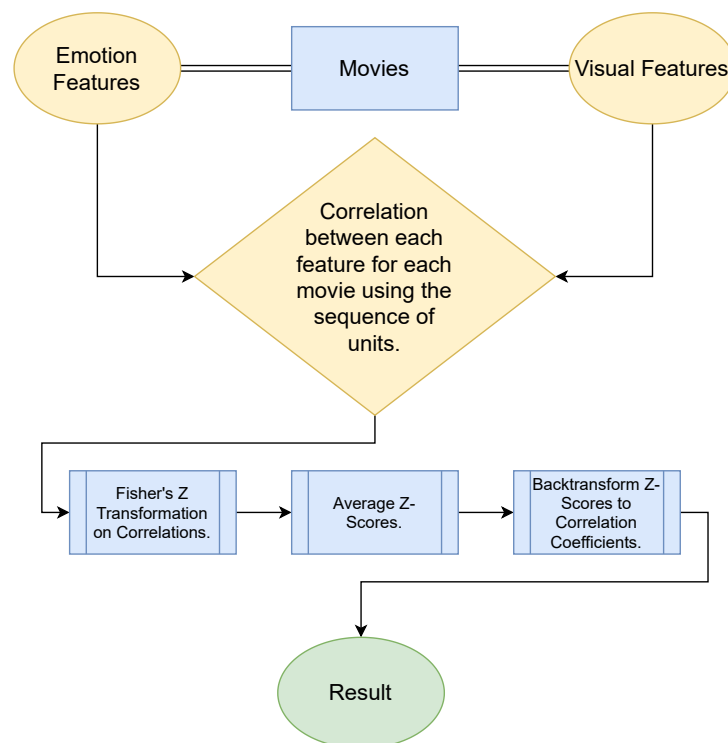 Emotion
Features
Movies
Visual Features
Correlation
between each
feature for each
movie using the
sequence of
units.
Fisher's Z
Transformation
on Correlations.
Average Z-
Scores.
Backtransform Z-
Scores to
Correlation
Coefficients.
Result